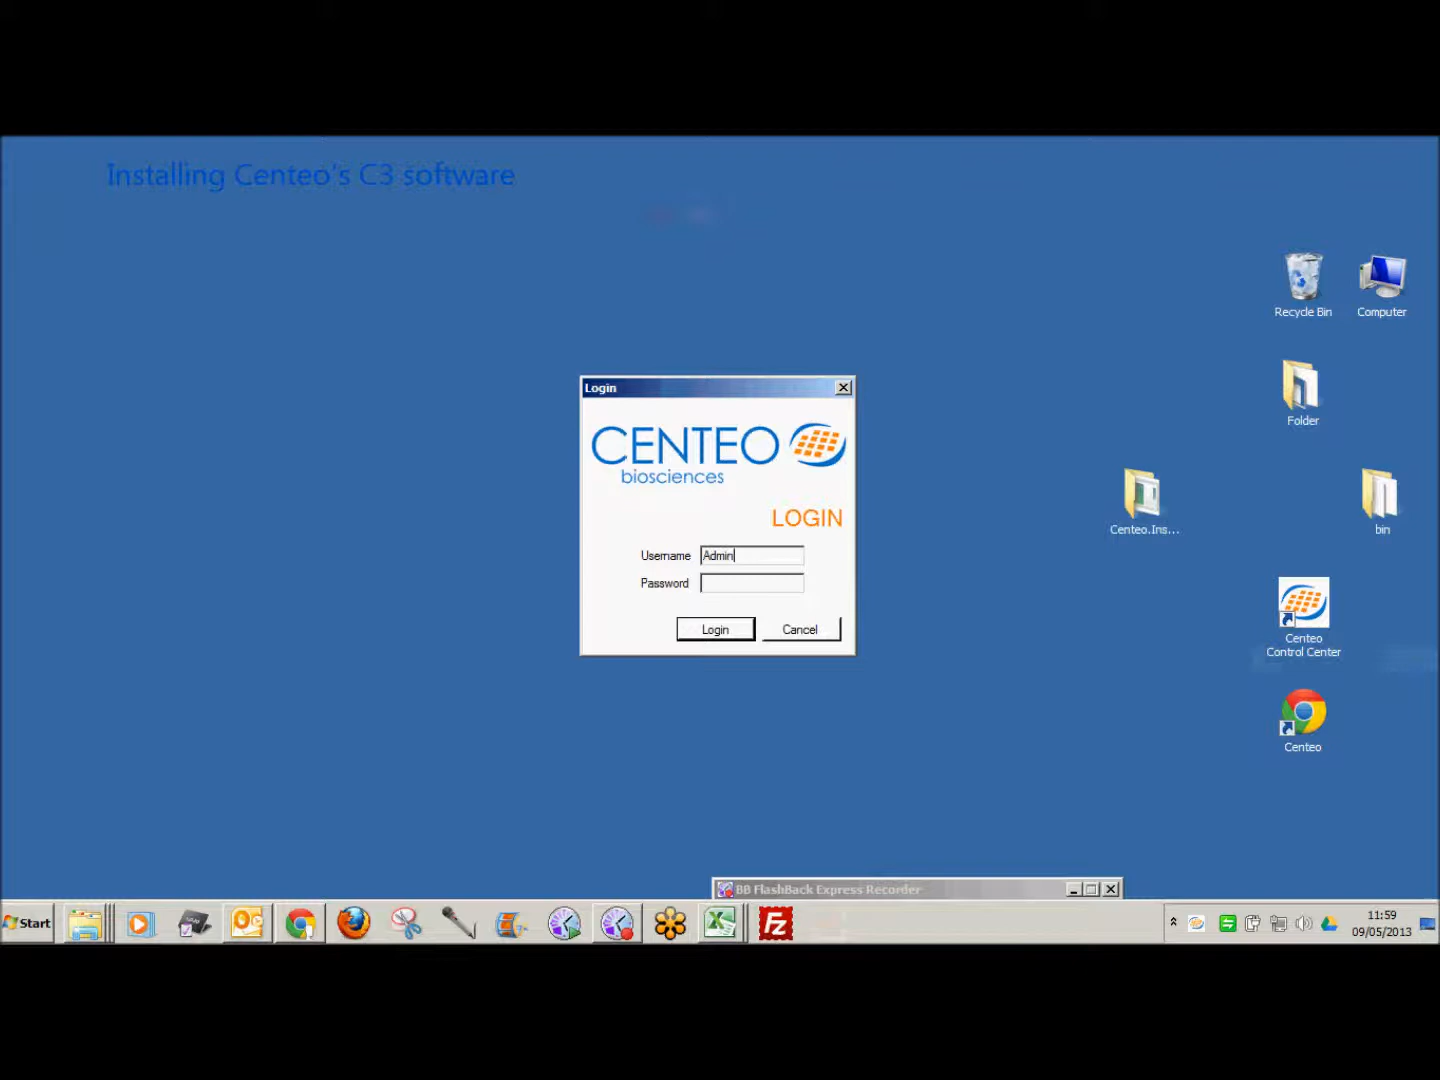 Installing Centeo's C3 software
Recycle Bin
Computer
Folder
Login
CENTEO
biosciences
LOGIN
Username Admin
Password
Login Cancel
Centeo.Ins...
bin
Centeo
Control Center
Centeo
BB FlashBack Express Recorder
Start
11:59
09/05/2013